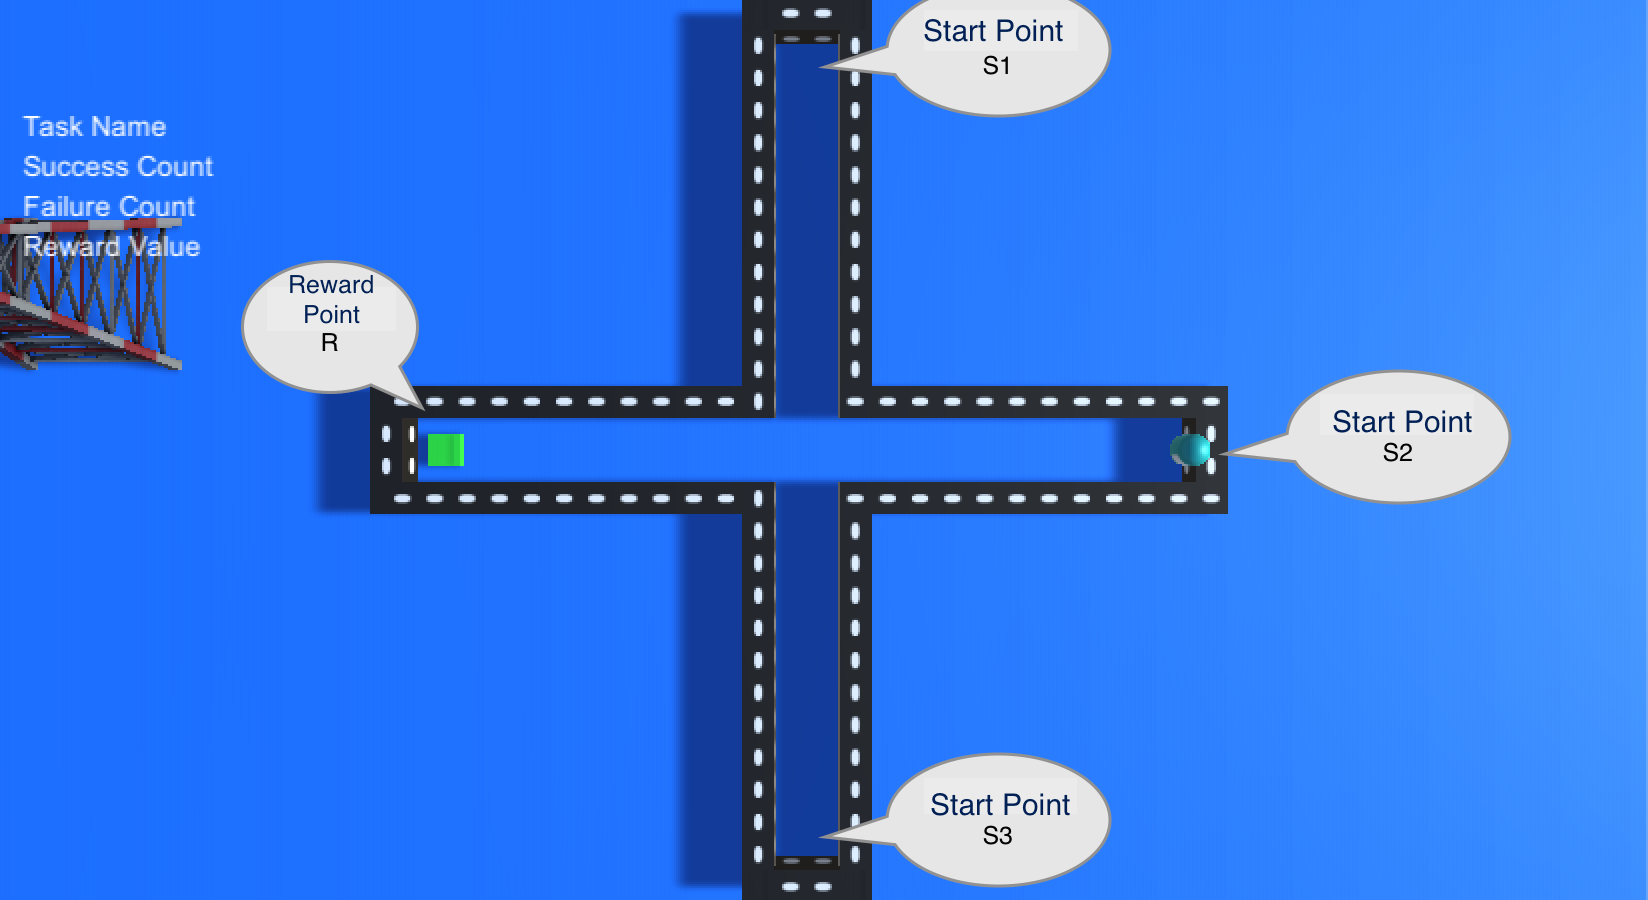 Start Point
S1
Task Name
Success Count
Failure Count
Reward Value
Reward
Point
R
Start Point
S2
Start Point
S3